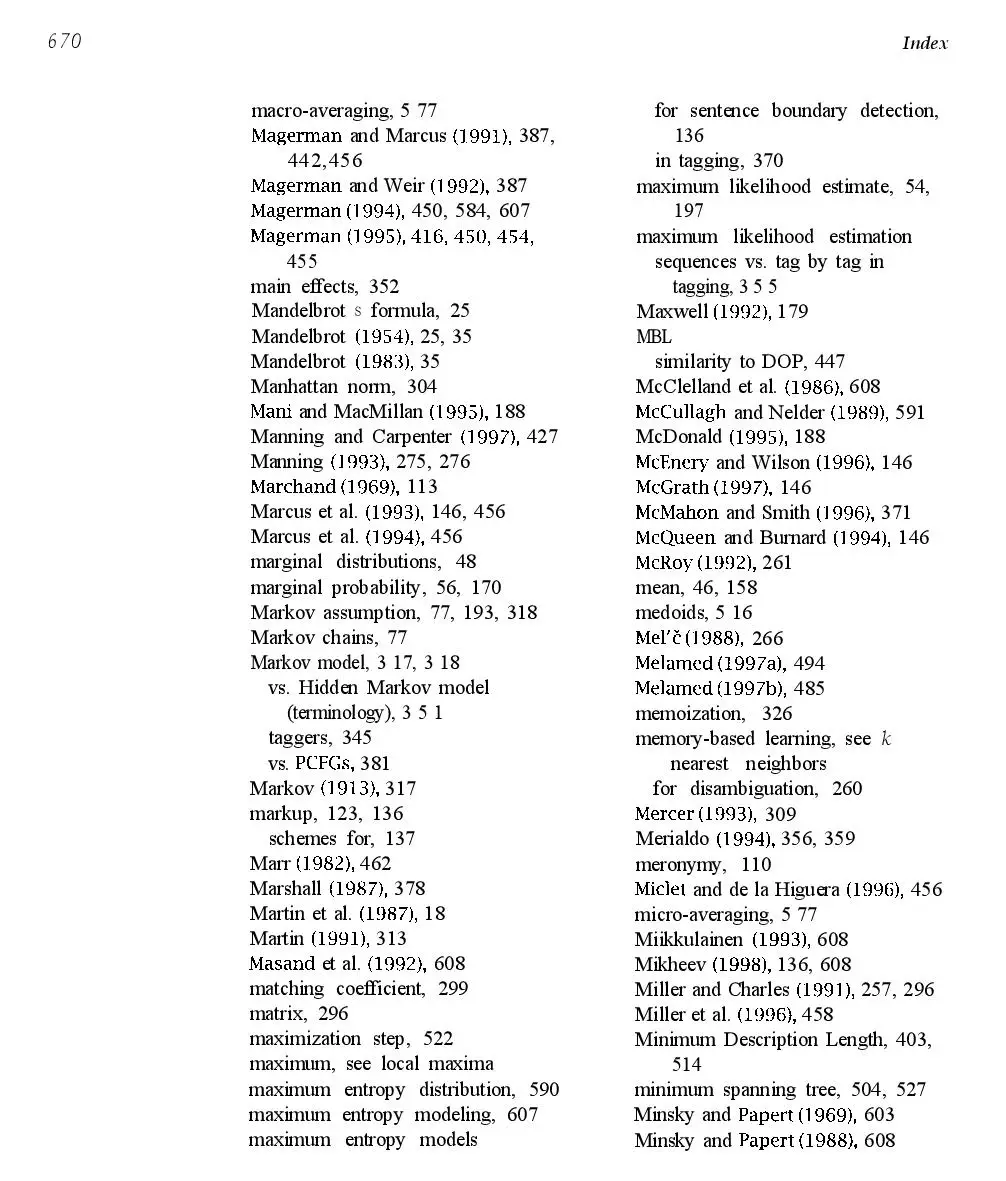 670
Index
macro-averaging, 5 77
Magerman and Marcus (1991), 387,
442,456
Magerman and Weir (1992), 387
Magerman (1994), 450, 584, 607
Magerman (1995), 416, 450, 454,
455
main effects, 352
Mandelbrot s formula, 25
Mandelbrot (1954), 25, 35
Mandelbrot (1983), 35
Manhattan norm, 304
Mani and MacMillan (1995), 188
Manning and Carpenter (1997), 427
Manning (1993), 275, 276
Marchand (1969), 113
Marcus et al. (1993), 146, 456
Marcus et al. (1994), 456
marginal distributions, 48
marginal probability, 56, 170
Markov assumption, 77, 193, 318
Markov chains, 77
Markov model, 3 17, 3 18
vs. Hidden Markov model
(terminology), 3 5 1
taggers, 345
vs. PCFGs, 381
Markov (1913), 317
markup, 123, 136
schemes for, 137
Marr (1982), 462
Marshall (1987), 378
Martin et al. (1987), 18
Martin (1991), 313
Masand et al. (1992), 608
matching coefficient, 299
matrix, 296
maximization step, 522
maximum, see local maxima
maximum entropy distribution, 590
maximum entropy modeling, 607
maximum entropy models
for sentence boundary detection,
136
in tagging, 370
maximum likelihood estimate, 54,
197
maximum likelihood estimation
sequences vs. tag by tag in
tagging, 3 5 5
Maxwell (1992), 179
MBL
similarity to DOP, 447
McClelland et al. (1986), 608
McCullagh and Nelder (1989), 591
McDonald (1995), 188
McEnery and Wilson (1996), 146
McGrath (1997), 146
McMahon and Smith (1996), 371
McQueen and Burnard (1994), 146
McRoy (1992), 261
mean, 46, 158
medoids, 5 16
Mel'č (1988), 266
Melamed (1997a), 494
Melamed (1997b), 485
memoization, 326
memory-based learning, see k
nearest neighbors
for disambiguation, 260
Mercer (1993), 309
Merialdo (1994), 356, 359
meronymy, 110
Miclet and de la Higuera (1996), 456
micro-averaging, 5 77
Miikkulainen (1993), 608
Mikheev (1998), 136, 608
Miller and Charles (1991), 257, 296
Miller et al. (1996), 458
Minimum Description Length, 403,
514
minimum spanning tree, 504, 527
Minsky and Papert (1969), 603
Minsky and Papert (1988), 608